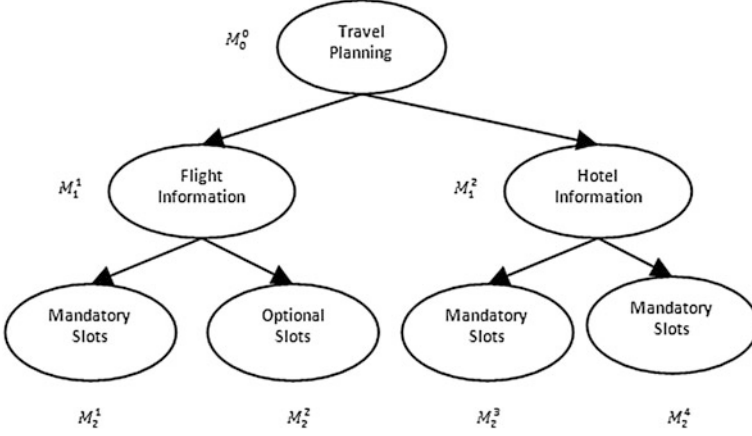 Travel
Planning
$M_0^0$
Flight
Information
$M_1^1$
Hotel
Information
$M_1^2$
Mandatory
Slots
Optional
Slots
Mandatory
Slots
Mandatory
Slots
$M_2^1$
$M_2^2$
$M_2^3$
$M_2^4$